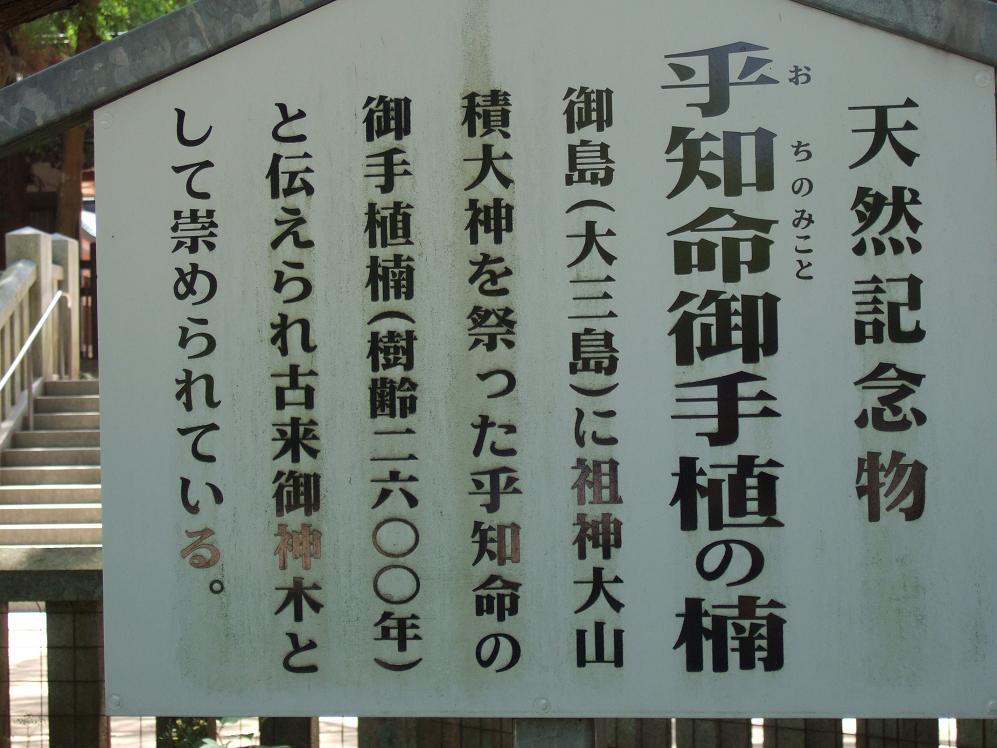 天然記念物
おちのみこと
乎知命御手植の楠
御島(大三島)に祖神大山
積大神を祭った乎知命の
御手植楠(樹齢二六〇〇年)
と伝えられ古来御神木と
して崇められている。